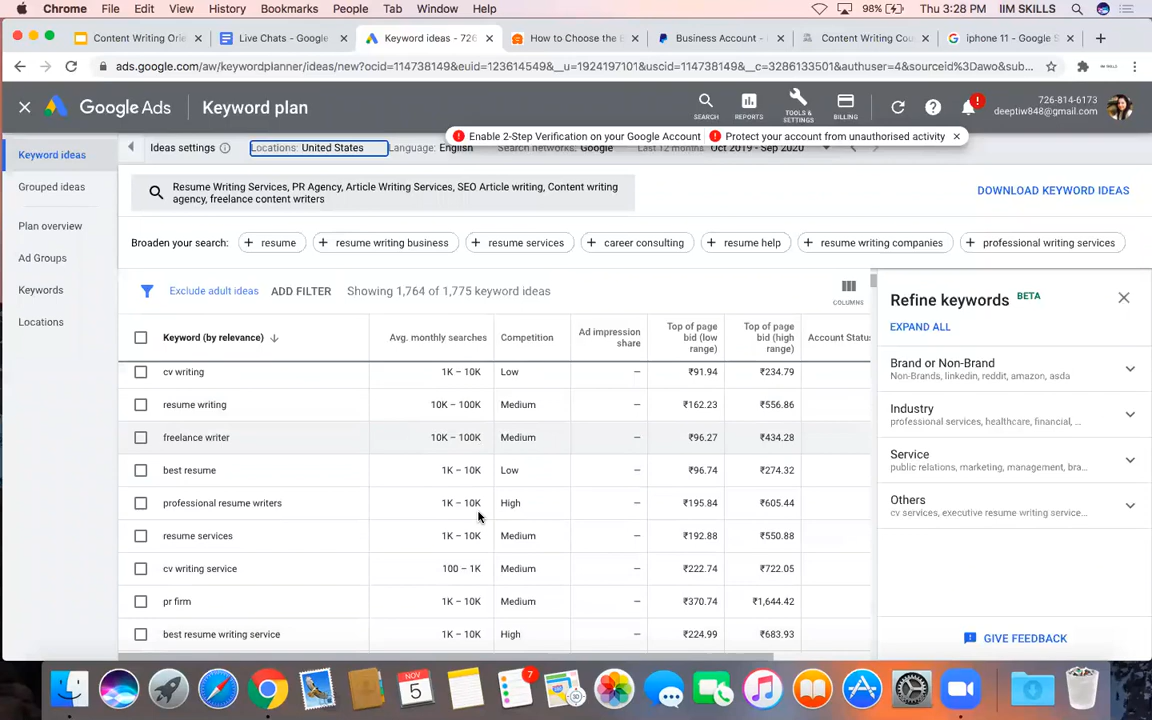 Chrome File Edit View History Bookmarks People Tab Window Help 98% Thu 3:28 PM IIM SKILLS
Content Writing Orie × Live Chats - Google × Keyword ideas - 726 × How to Choose the B × Business Account - × Content Writing Cou × iphone 11 - Google S × +
ads.google.com/aw/keywordplanner/ideas/new?ocid=114738149&euid=123614549&__u=1924197101&uscid=114738149&__c=3286133501&authuser=4&sourceid%3Dawo&sub...
Google Ads Keyword plan
SEARCH REPORTS TOOLS & SETTINGS BILLING
726-814-6173
deeptiw848@gmail.com
Enable 2-Step Verification on your Google Account Protect your account from unauthorised activity ×
Ideas settings Locations: United States Language: English Search networks: Google Last 12 months Oct 2019 - Sep 2020
Keyword ideas
Grouped ideas
Plan overview
Ad Groups
Keywords
Locations
Resume Writing Services, PR Agency, Article Writing Services, SEO Article writing, Content writing
agency, freelance content writers
DOWNLOAD KEYWORD IDEAS
Broaden your search: + resume + resume writing business + resume services + career consulting + resume help + resume writing companies + professional writing services
Exclude adult ideas ADD FILTER Showing 1,764 of 1,775 keyword ideas COLUMNS
Keyword (by relevance) ↓ Avg. monthly searches Competition Ad impression share Top of page bid (low range) Top of page bid (high range) Account Status
cv writing 1K – 10K Low – ₹91.94 ₹234.79
resume writing 10K – 100K Medium – ₹162.23 ₹556.86
freelance writer 10K – 100K Medium – ₹96.27 ₹434.28
best resume 1K – 10K Low – ₹96.74 ₹274.32
professional resume writers 1K – 10K High – ₹195.84 ₹605.44
resume services 1K – 10K Medium – ₹192.88 ₹550.88
cv writing service 100 – 1K Medium – ₹222.74 ₹722.05
pr firm 1K – 10K Medium – ₹370.74 ₹1,644.42
best resume writing service 1K – 10K High – ₹224.99 ₹683.93
Refine keywords BETA
EXPAND ALL
Brand or Non-Brand
Non-Brands, linkedin, reddit, amazon, asda
Industry
professional services, healthcare, financial, ...
Service
public relations, marketing, management, bra...
Others
cv services, executive resume writing service...
GIVE FEEDBACK
NOV
5
7